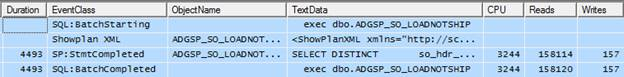 Duration EventClass ObjectName TextData CPU Reads Writes
SQL:BatchStarting exec dbo.ADGSP_SO_LOADNOTSHIP
Showplan XML ADGSP_SO_LOADNOT... <ShowPlanXML xmlns="http://sc...
4493 SP:StmtCompleted ADGSP_SO_LOADNOT... SELECT DISTINCT so_hdr_... 3244 158114 157
4493 SQL:BatchCompleted exec dbo.ADGSP_SO_LOADNOTSHIP 3244 158120 157